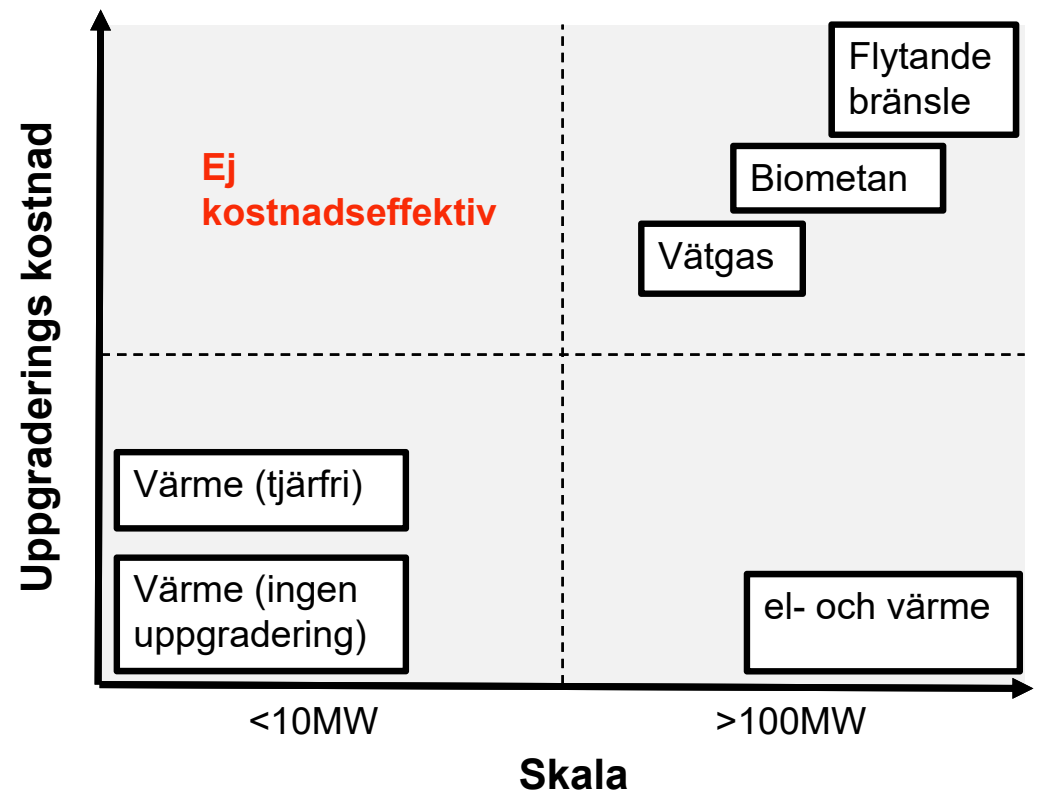 Uppgraderings kostnad
Flytande
bränsle
Ej
kostnadseffektiv
Biometan
Vätgas
Värme (tjärfri)
Värme (ingen
uppgradering)
el- och värme
<10MW
>100MW
Skala